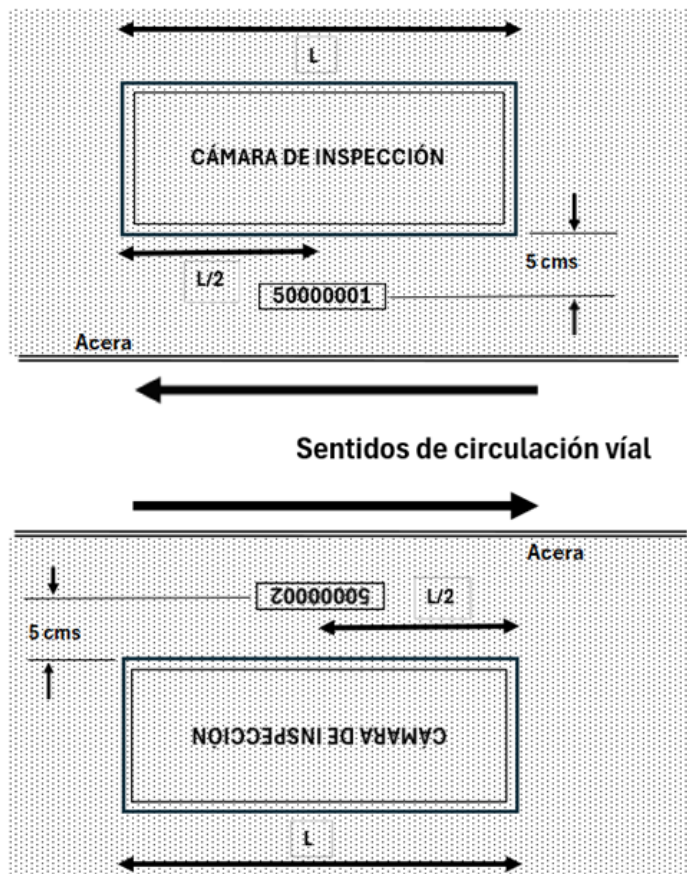 L
CÁMARA DE INSPECCIÓN
L/2
5 cms
50000001
Acera
Sentidos de circulación víal
Acera
50000002
L/2
5 cms
CÁMARA DE INSPECCIÓN
L